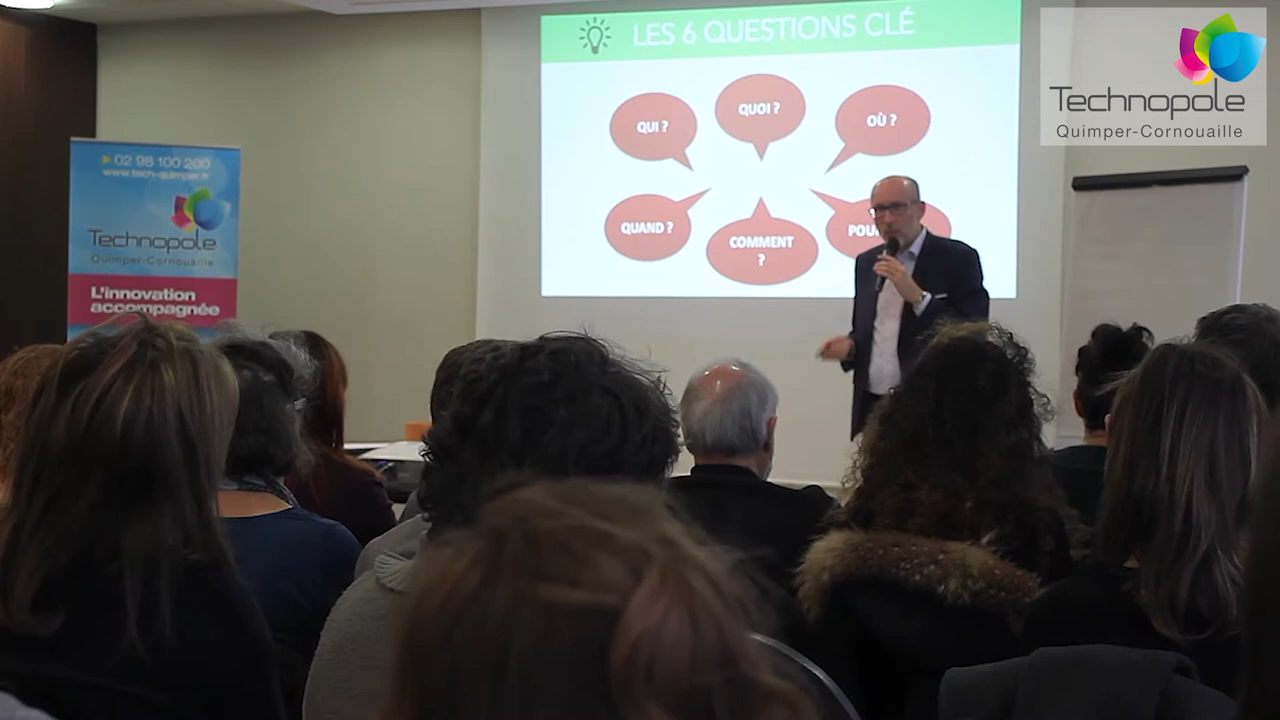 LES 6 QUESTIONS CLÉ
QUI ?
QUOI ?
OÙ ?
QUAND ?
COMMENT
?
Technopole
Quimper-Cornouaille
02 98 100 200
www.tech-quimper.fr
Technopole
Quimper-Cornouaille
L'innovation
accompagnée